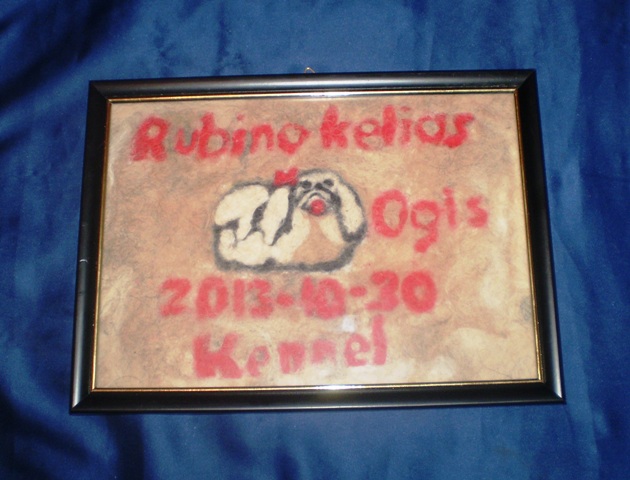 Rubino kelias
Ogis
2013-10-30
Kennel